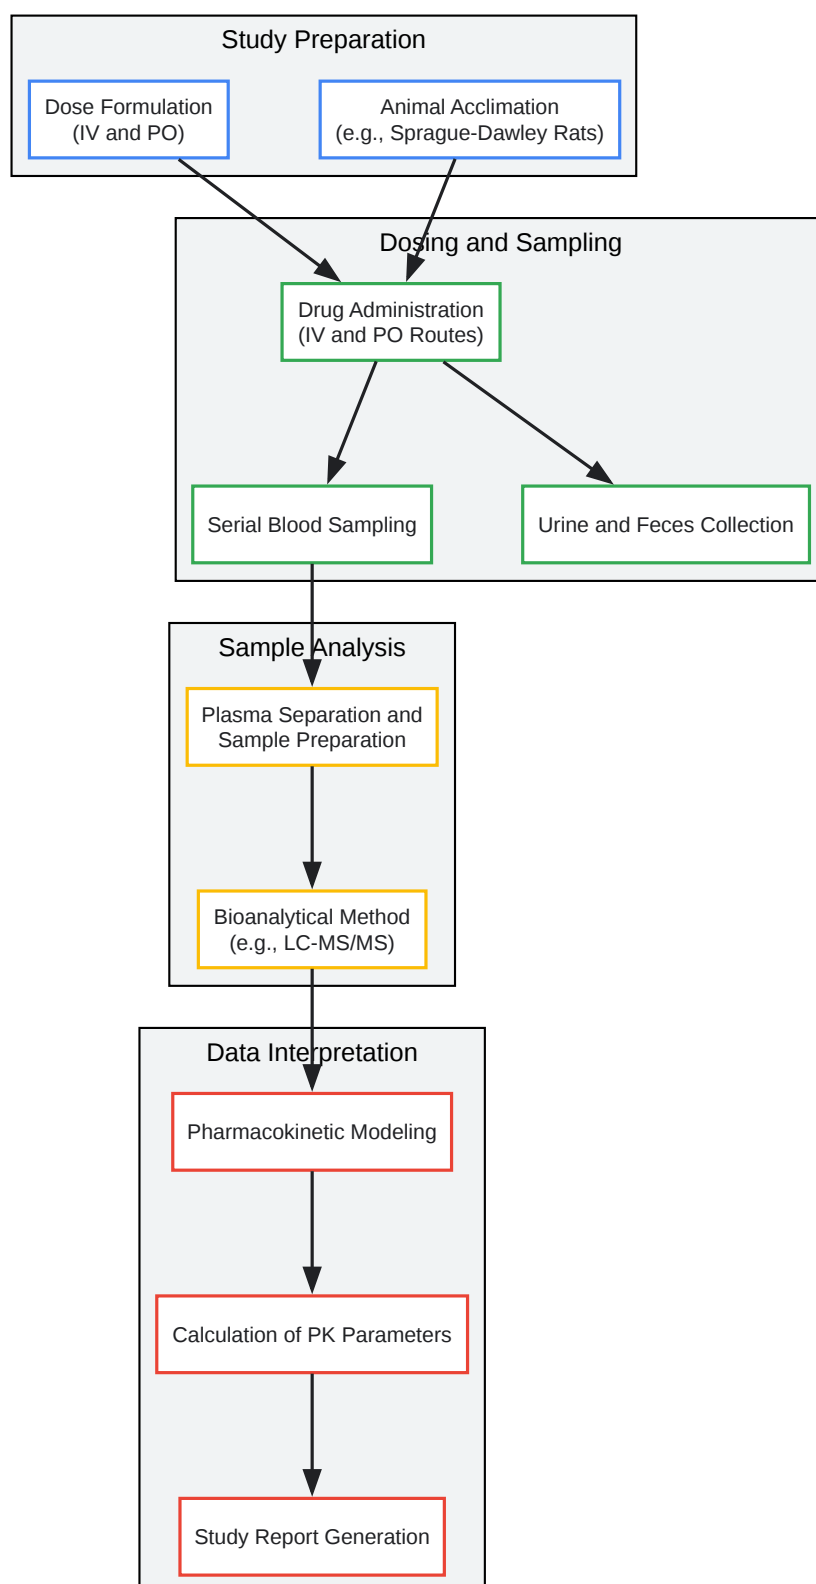 Study Preparation
Dose Formulation
(IV and PO)
Animal Acclimation
(e.g., Sprague-Dawley Rats)
Dosing and Sampling
Drug Administration
(IV and PO Routes)
Serial Blood Sampling
Urine and Feces Collection
Sample Analysis
Plasma Separation and
Sample Preparation
Bioanalytical Method
(e.g., LC-MS/MS)
Data Interpretation
Pharmacokinetic Modeling
Calculation of PK Parameters
Study Report Generation